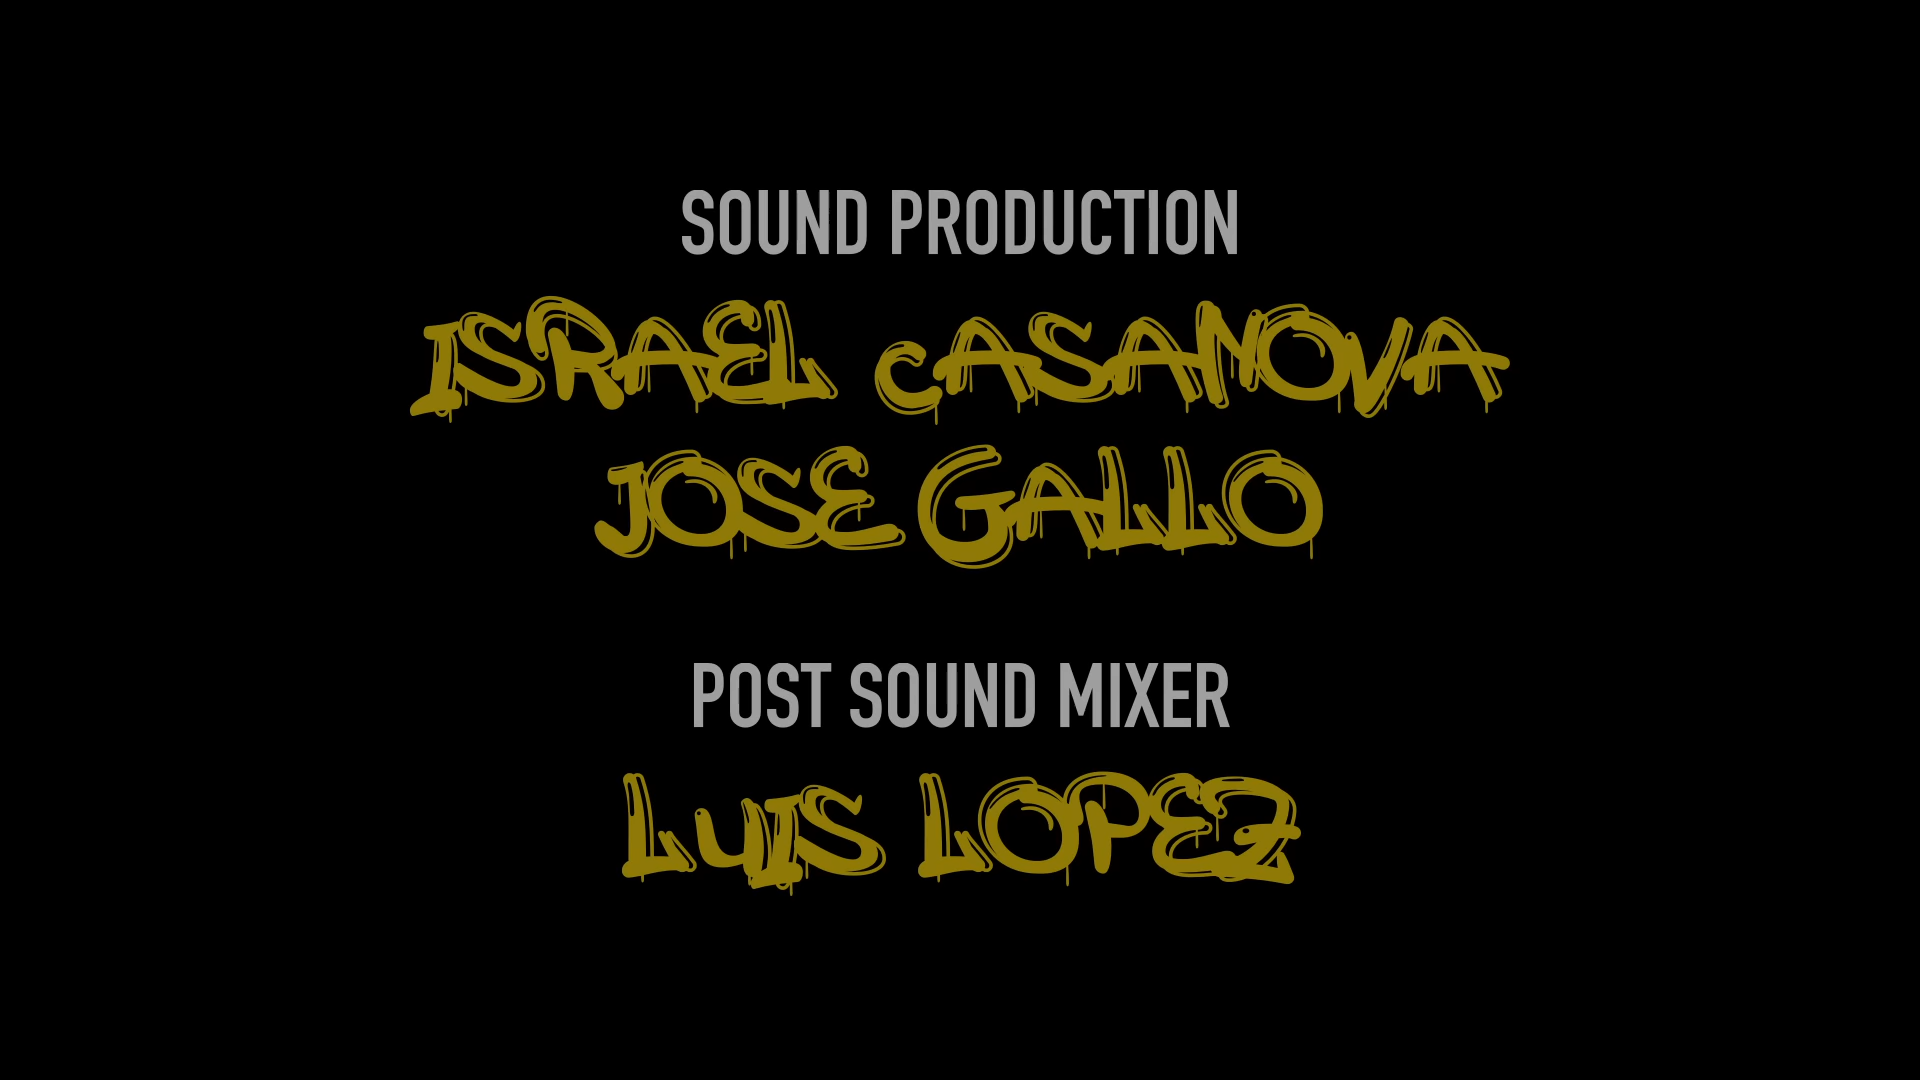 SOUND PRODUCTION
ISRAEL CASANOVA
JOSE GALLO
POST SOUND MIXER
LUIS LOPEZ